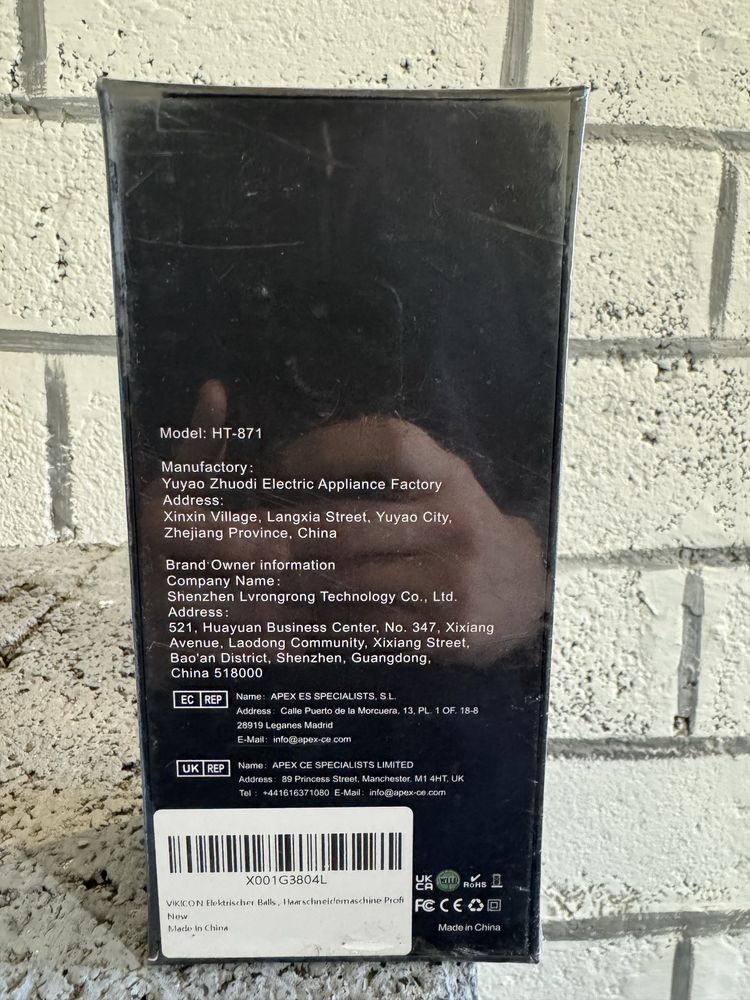 Model: HT-871
Manufactory:
Yuyao Zhuodi Electric Appliance Factory
Address:
Xinxin Village, Langxia Street, Yuyao City,
Zhejiang Province, China
Brand Owner information
Company Name:
Shenzhen Lvrongrong Technology Co., Ltd.
Address:
521, Huayuan Business Center, No. 347, Xixiang
Avenue, Laodong Community, Xixiang Street,
Bao'an District, Shenzhen, Guangdong,
China 518000
EC REP Name: APEX ES SPECIALISTS, S.L.
Address: Calle Puerto de la Morcuera, 13, PL. 1 OF. 18-8
28919 Leganes Madrid
E-Mail: info@apex-ce.com
UK REP Name: APEX CE SPECIALISTS LIMITED
Address: 89 Princess Street, Manchester. M1 4HT, UK
Tel : +441616371080 E-Mail: info@apex-ce.com
X001G3804L
VIKICON Elektrischer Balls , Haarschneidemaschine Profi
New
Made in China
UK CA RoHS
FC CE
Made in China